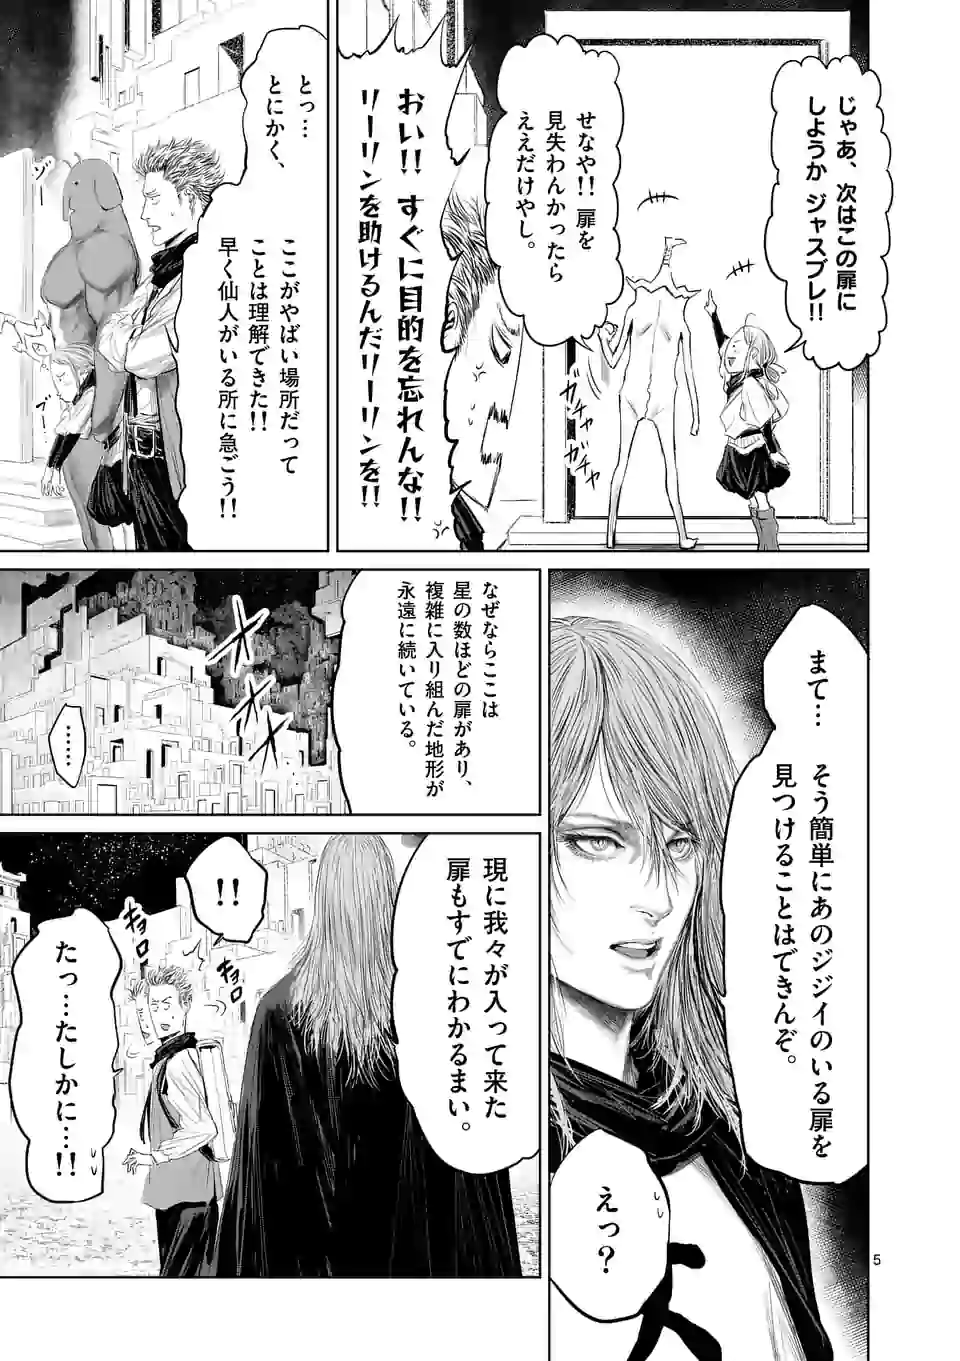 じゃあ、次はこの扉に
しようか ジャスブレ!!
せなや!! 扉を
見失わんかったら
ええだけやし。
ガチャ
ガチャ
おい!! すぐに目的を忘れんな!!
リーリンを助けるんだリーリンを!!
とっ…
とにかく、
ここがやばい場所だって
ことは理解できた!!
早く仙人がいる所に急ごう!!
まて…
そう簡単にあのジジイのいる扉を
見つけることはできんぞ。
えっ?
なぜならここは
星の数ほどの扉があり、
複雑に入り組んだ地形が
永遠に続いている。
……
現に我々が入って来た
扉もすでにわかるまい。
!!
キョロ
キョロ
たっ…たしかに…!!
5